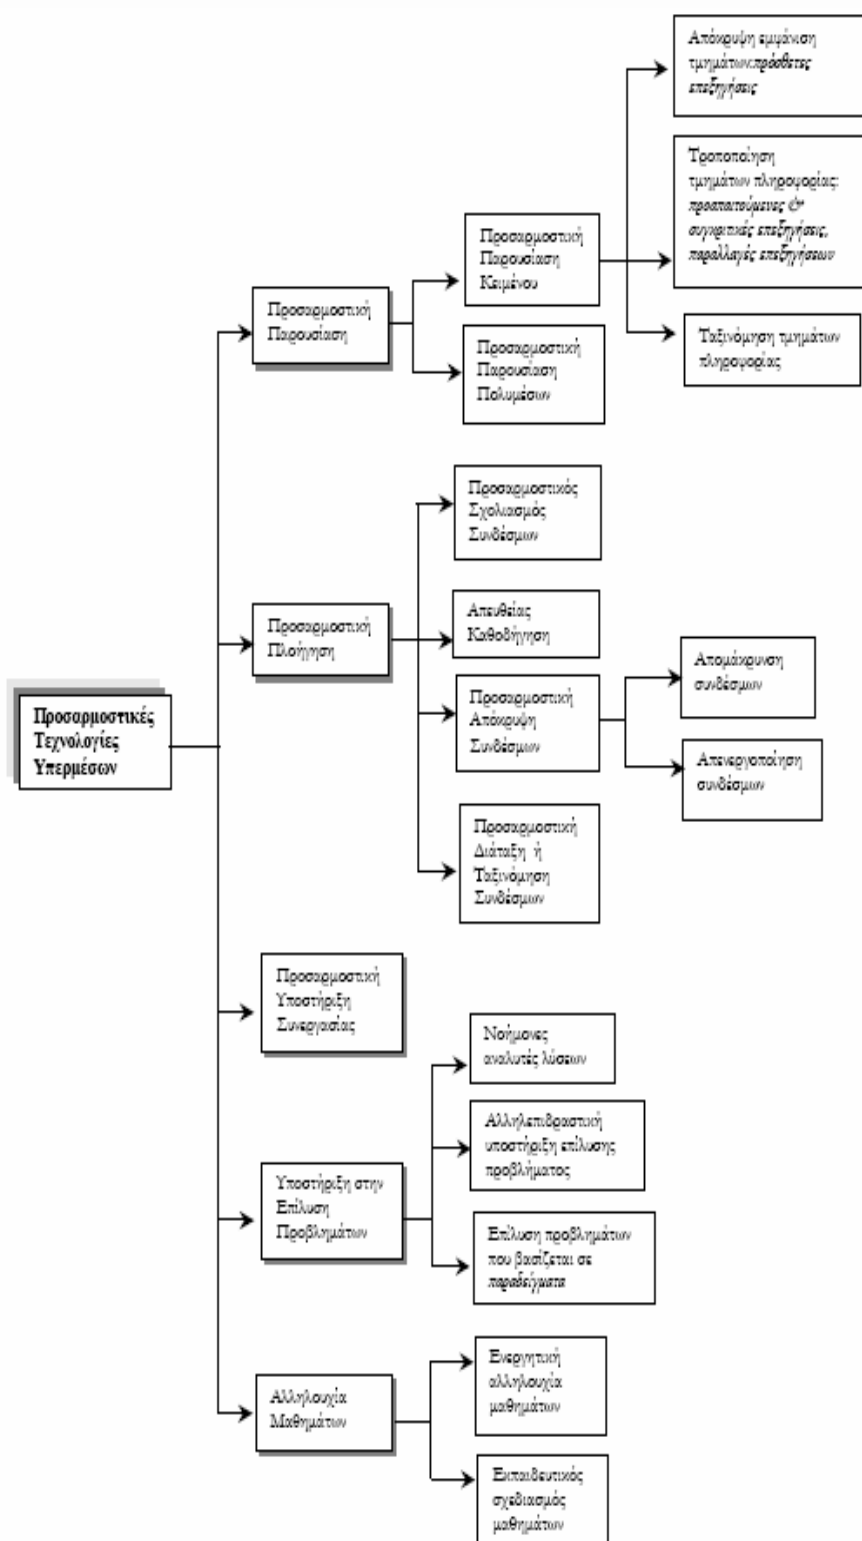 Προσαρμοστικές
Τεχνολογίες
Υπερμέσων
Προσαρμοστική
Παρουσίαση
Προσαρμοστική
Παρουσίαση
Κειμένου
Απόκρυψη εμφάνιση
τμημάτων:πρόσθετες
επεξηγήσεις
Τροποποίηση
τμημάτων πληροφορίας:
προαπαιτούμενες &
συγκριτικές επεξηγήσεις,
παραλλαγές επεξηγήσεων
Ταξινόμηση τμημάτων
πληροφορίας
Προσαρμοστική
Παρουσίαση
Πολυμέσων
Προσαρμοστική
Πλοήγηση
Προσαρμοστικός
Σχολιασμός
Συνδέσμων
Απευθείας
Καθοδήγηση
Προσαρμοστική
Απόκρυψη
Συνδέσμων
Απομάκρυνση
συνδέσμων
Απενεργοποίηση
συνδέσμων
Προσαρμοστική
Διάταξη ή
Ταξινόμηση
Συνδέσμων
Προσαρμοστική
Υποστήριξη
Συνεργασίας
Υποστήριξη στην
Επίλυση
Προβλημάτων
Νοήμονες
αναλυτές λύσεων
Αλληλεπιδραστική
υποστήριξη επίλυσης
προβλήματος
Επίλυση προβλημάτων
που βασίζεται σε
παραδείγματα
Αλληλουχία
Μαθημάτων
Ενεργητική
αλληλουχία
μαθημάτων
Εκπαιδευτικός
σχεδιασμός
μαθημάτων